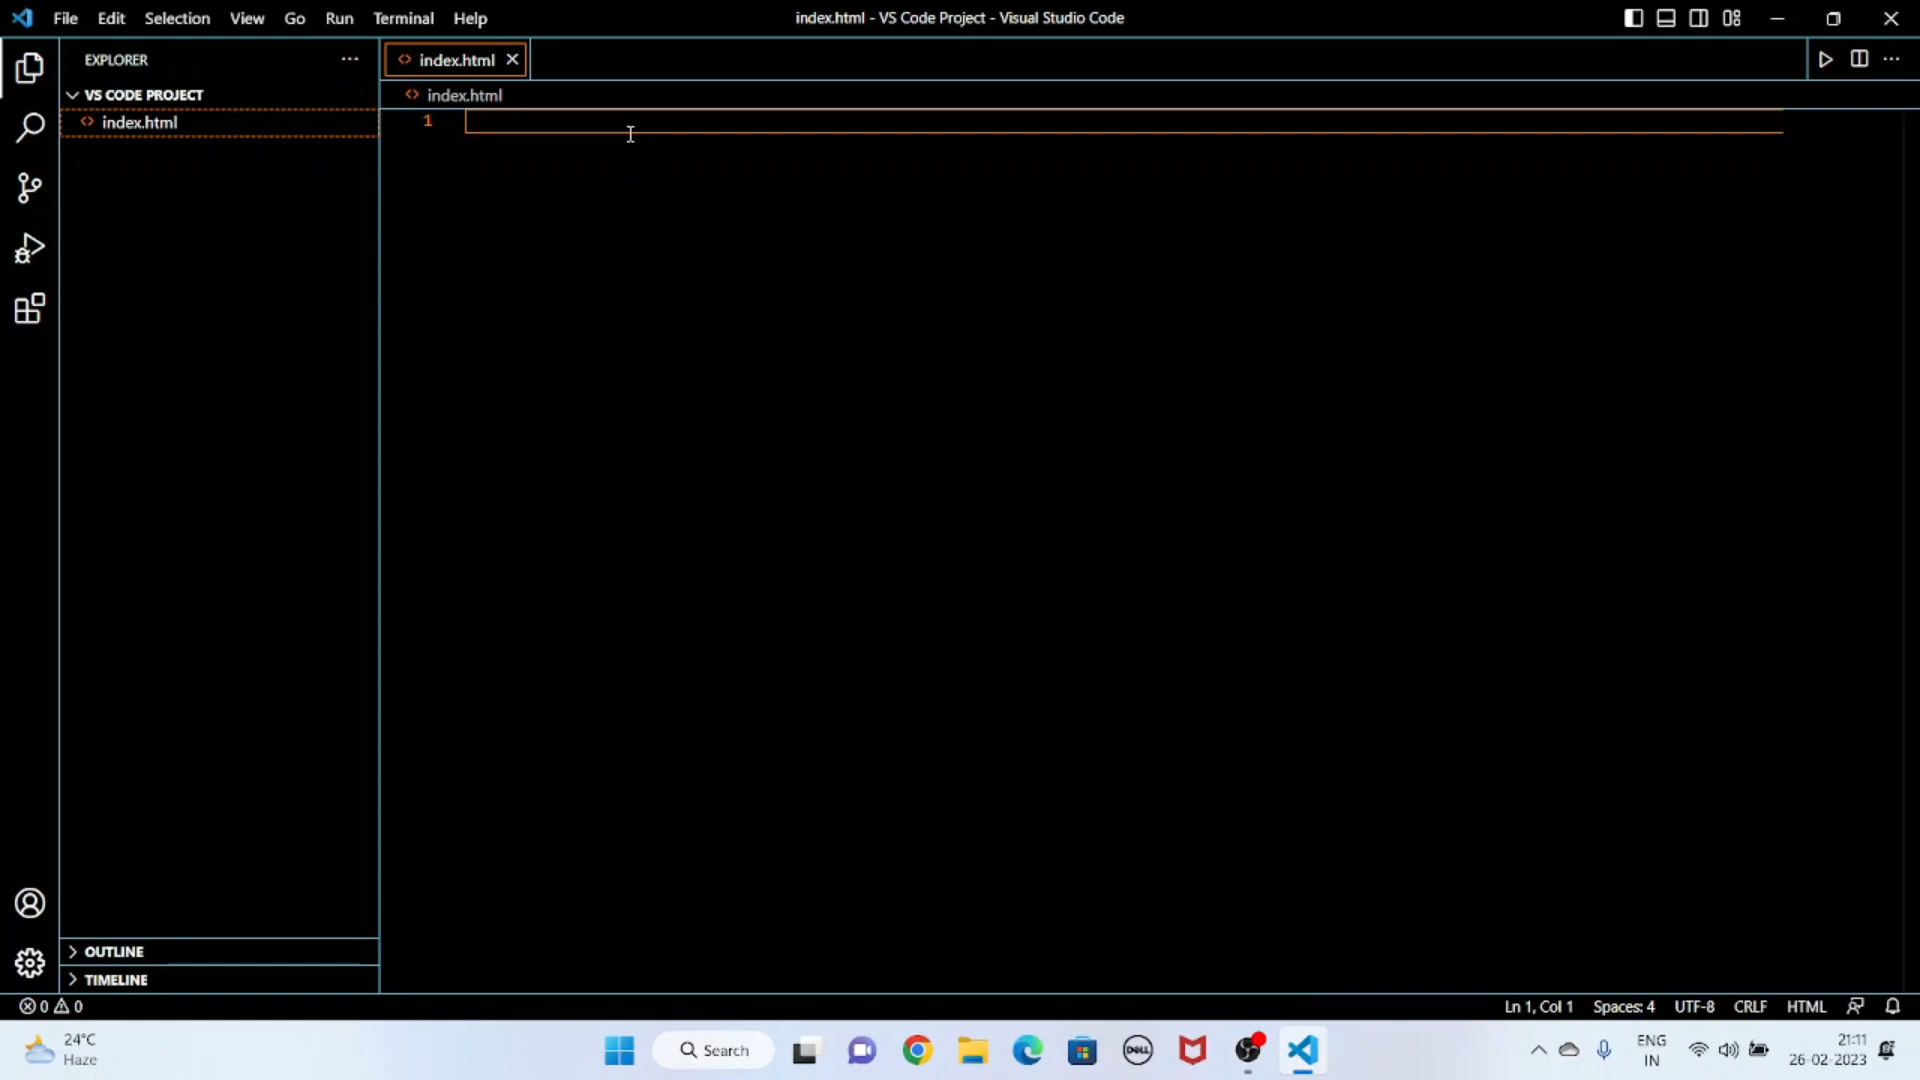 File Edit Selection View Go Run Terminal Help
index.html - VS Code Project - Visual Studio Code
EXPLORER
index.html
VS CODE PROJECT
index.html
index.html
1
OUTLINE
TIMELINE
0 0
Ln 1, Col 1 Spaces: 4 UTF-8 CRLF HTML
24°C
Haze
Search
DELL
ENG
IN
21:11
26-02-2023